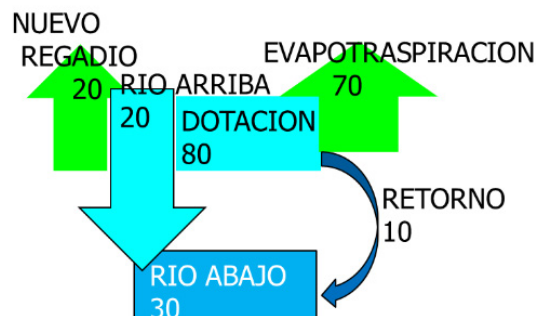 NUEVO
REGADIO
20
RIO ARRIBA
20
DOTACION
80
EVAPOTRASPIRACION
70
RETORNO
10
RIO ABAJO
30